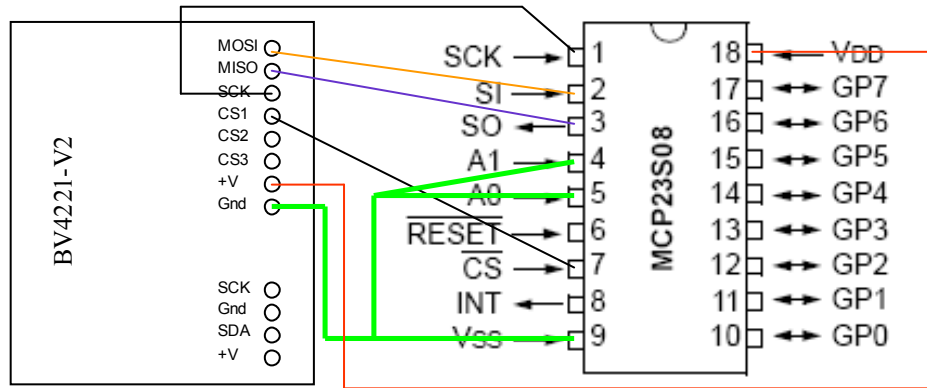 BV4221-V2
MOSI
MISO
SCK
CS1
CS2
CS3
+V
Gnd
SCK
Gnd
SDA
+V
SCK
SI
SO
A1
A0
RESET
CS
INT
VSS
1
2
3
4
5
6
7
8
9
MCP23S08
18
17
16
15
14
13
12
11
10
VDD
GP7
GP6
GP5
GP4
GP3
GP2
GP1
GP0